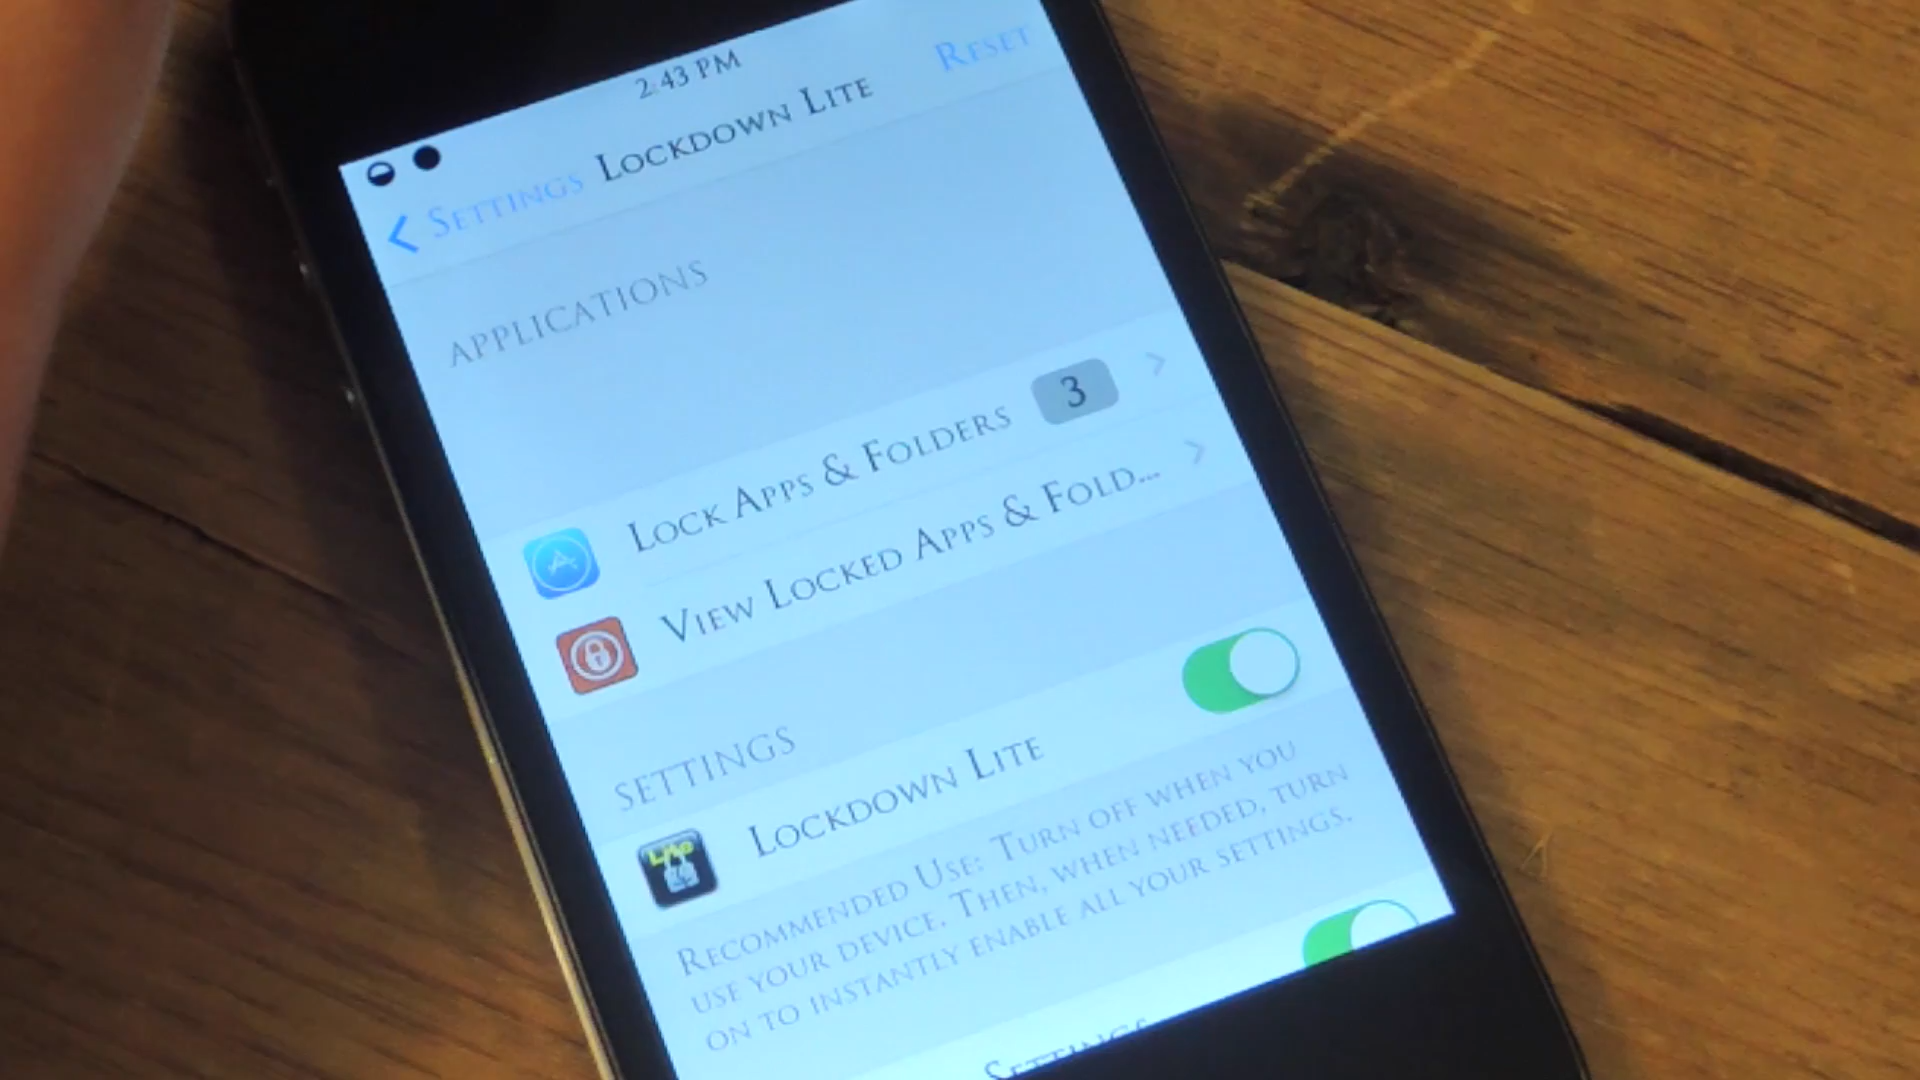 2:43 PM
Settings Lockdown Lite Reset
APPLICATIONS
Lock Apps & Folders 3
View Locked Apps & Fold...
SETTINGS
Lockdown Lite
Lite
Recommended Use: Turn off when you
use your device. Then, when needed, turn
on to instantly enable all your settings.
Settings